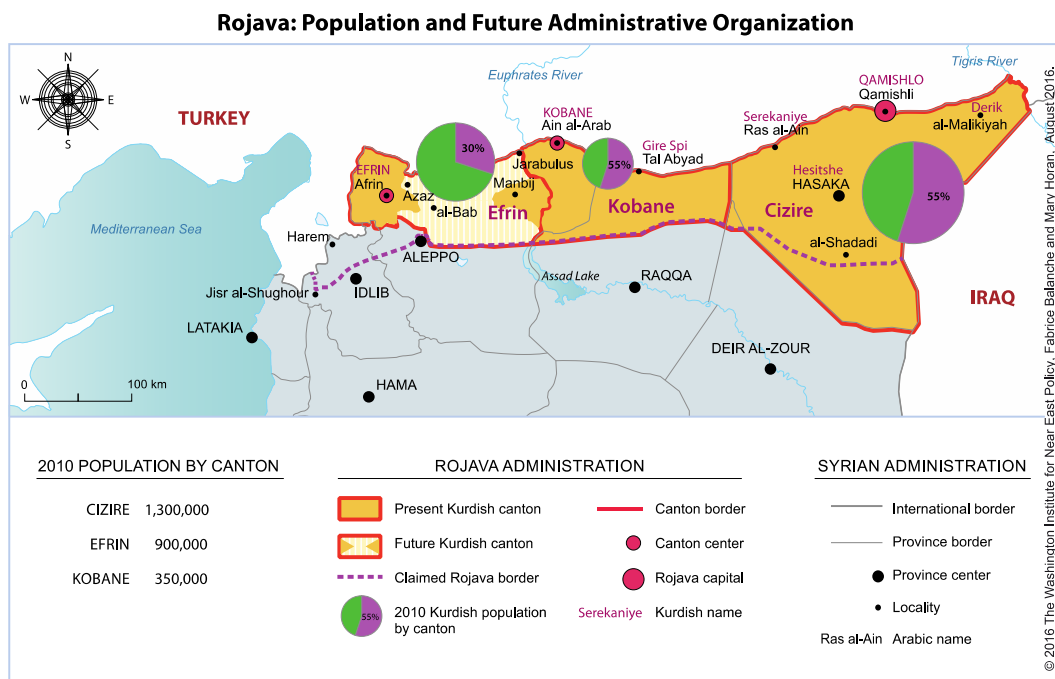 Rojava: Population and Future Administrative Organization
N
W
E
S
TURKEY
Euphrates River
Tigris River
QAMISHLO
Qamishli
KOBANE
Ain al-Arab
Serekaniye
Ras al-Ain
Derik
al-Malikiyah
30%
55%
Jarabulus
Gire Spi
Tal Abyad
EFRIN
Afrin
Azaz
Manbij
al-Bab
Efrin
Kobane
Cizire
Hesitshe
HASAKA
55%
Mediterranean Sea
Harem
ALEPPO
al-Shadadi
Assad Lake
RAQQA
IDLIB
Jisr al-Shughour
IRAQ
LATAKIA
DEIR AL-ZOUR
0
100 km
HAMA
2010 POPULATION BY CANTON
CIZIRE 1,300,000
EFRIN 900,000
KOBANE 350,000
ROJAVA ADMINISTRATION
Present Kurdish canton
Future Kurdish canton
Claimed Rojava border
55%
2010 Kurdish population
by canton
Canton border
Canton center
Rojava capital
Serekaniye Kurdish name
SYRIAN ADMINISTRATION
International border
Province border
Province center
Locality
Ras al-Ain Arabic name
© 2016 The Washington Institute for Near East Policy, Fabrice Balanche and Mary Horan, August 2016.